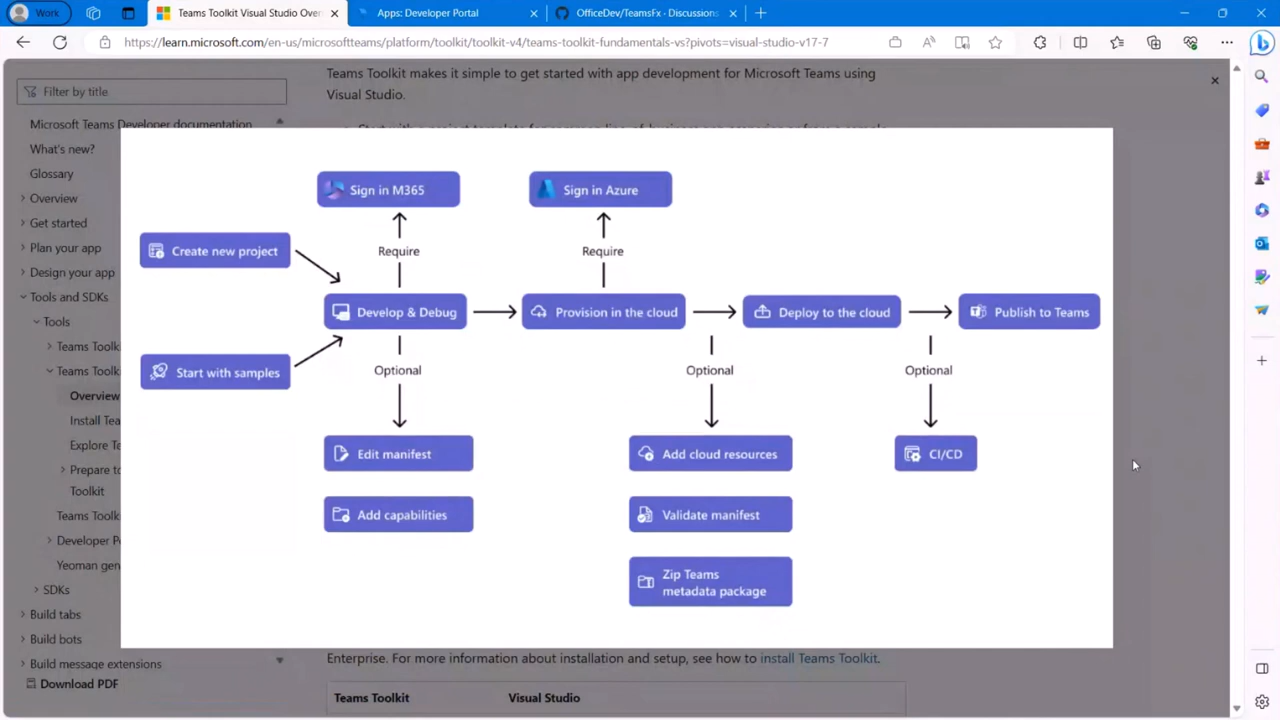 Work
Teams Toolkit Visual Studio Over
Apps: Developer Portal
OfficeDev/TeamsFx · Discussions
https://learn.microsoft.com/en-us/microsoftteams/platform/toolkit/toolkit-v4/teams-toolkit-fundamentals-vs?pivots=visual-studio-v17-7
Filter by title
Microsoft Teams Developer documentation
What's new?
Glossary
Overview
Get started
Plan your app
Design your app
Tools and SDKs
Tools
Teams Toolki
Teams Toolki
Overview
Install Tea
Explore Te
Prepare to
Toolkit
Teams Toolki
Developer Po
Yeoman gen
SDKs
Build tabs
Build bots
Build message extensions
Download PDF
Teams Toolkit makes it simple to get started with app development for Microsoft Teams using
Visual Studio.
Sign in M365
Sign in Azure
Require
Require
Create new project
Start with samples
Develop & Debug
Provision in the cloud
Deploy to the cloud
Publish to Teams
Optional
Optional
Optional
Edit manifest
Add capabilities
Add cloud resources
Validate manifest
Zip Teams
metadata package
CI/CD
Enterprise. For more information about installation and setup, see how to install Teams Toolkit.
Teams Toolkit
Visual Studio